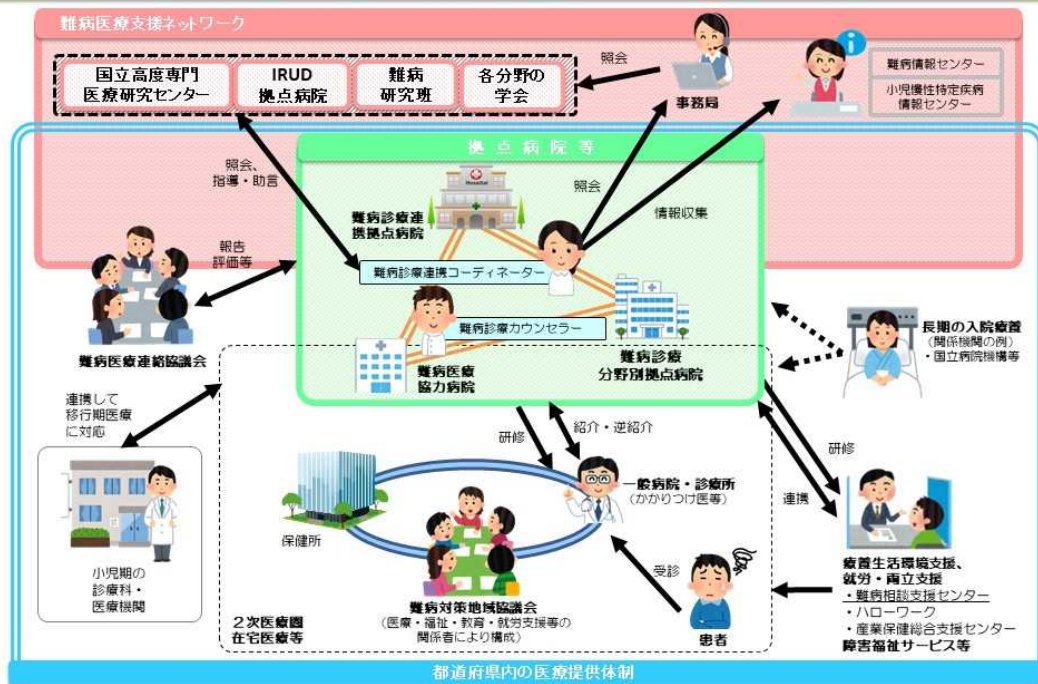 難病医療支援ネットワーク
国立高度専門
医療研究センター
IRUD
拠点病院
難病
研究班
各分野の
学会
照会
事務局
難病情報センター
小児慢性特定疾病
情報センター
拠点病院等
照会、
指導・助言
難病診療連
携拠点病院
Hospital
照会
情報収集
報告
評価等
難病診療連携コーディネーター
難病診療カウンセラー
難病医療連絡協議会
難病医療
協力病院
難病診療
分野別拠点病院
長期の入院療養
(関係機関の例)
・国立病院機構等
連携して
移行期医療
に対応
研修
紹介・逆紹介
研修
連携
一般病院・診療所
(かかりつけ医等)
保健所
小児期の
診療科・
医療機関
受診
難病対策地域協議会
(医療・福祉・教育・就労支援等の
関係者により構成)
2次医療圏
在宅医療等
患者
療養生活環境支援、
就労・両立支援
・難病相談支援センター
・ハローワーク
・産業保健総合支援センター
障害福祉サービス等
都道府県内の医療提供体制